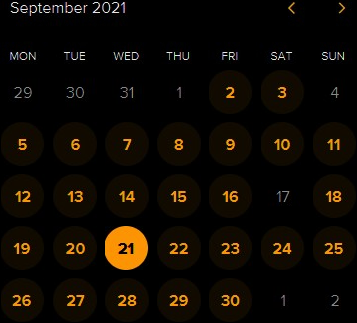 September 2021
MON TUE WED THU FRI SAT SUN
29 30 31 1 2 3 4
5 6 7 8 9 10 11
12 13 14 15 16 17 18
19 20 21 22 23 24 25
26 27 28 29 30 1 2